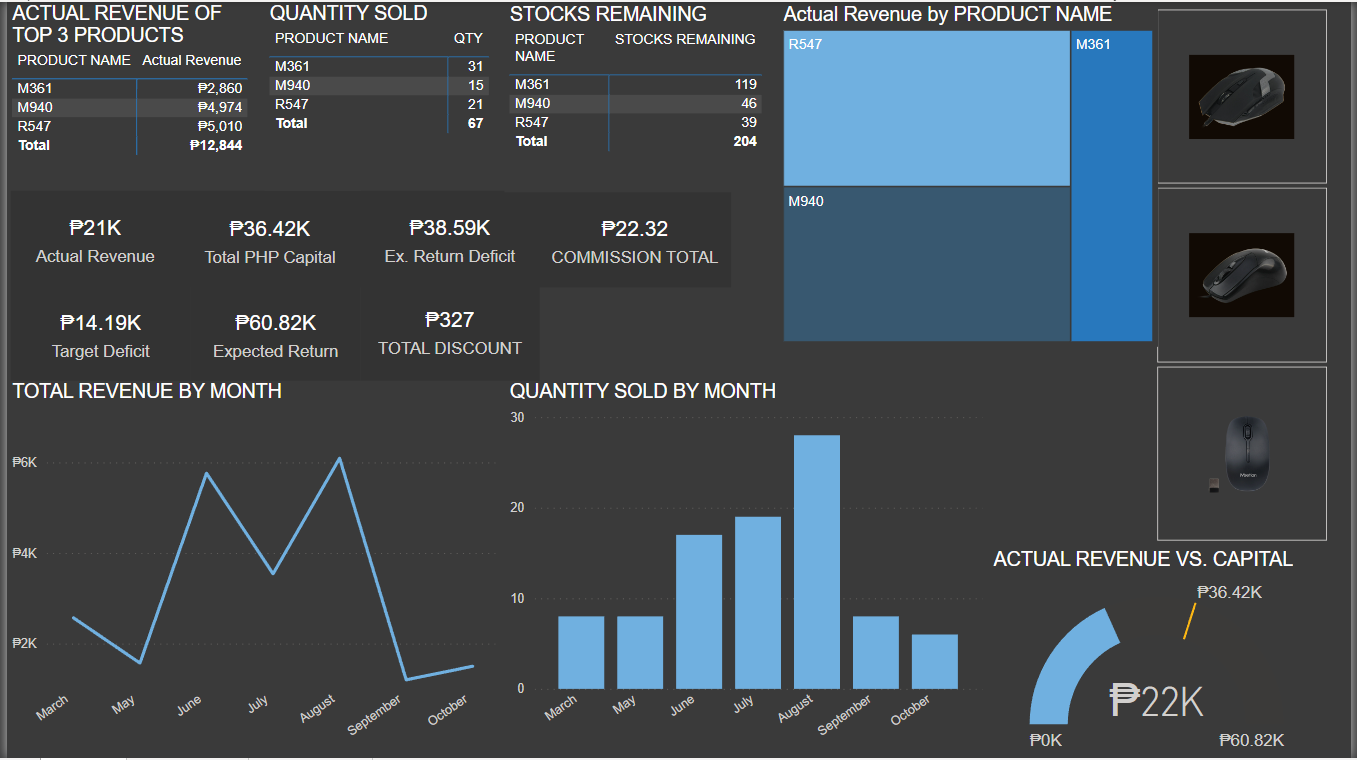 ACTUAL REVENUE OF
TOP 3 PRODUCTS
PRODUCT NAME Actual Revenue
M361 ₱2,860
M940 ₱4,974
R547 ₱5,010
Total ₱12,844
QUANTITY SOLD
PRODUCT NAME QTY
M361 31
M940 15
R547 21
Total 67
STOCKS REMAINING
PRODUCT STOCKS REMAINING
NAME
M361 119
M940 46
R547 39
Total 204
Actual Revenue by PRODUCT NAME
R547
M361
M940
₱21K
Actual Revenue
₱36.42K
Total PHP Capital
₱38.59K
Ex. Return Deficit
₱22.32
COMMISSION TOTAL
₱14.19K
Target Deficit
₱60.82K
Expected Return
₱327
TOTAL DISCOUNT
TOTAL REVENUE BY MONTH
₱6K
₱4K
₱2K
March May June July August September October
QUANTITY SOLD BY MONTH
30
20
10
0
March May June July August September October
Meetion
ACTUAL REVENUE VS. CAPITAL
₱36.42K
₱22K
₱0K ₱60.82K